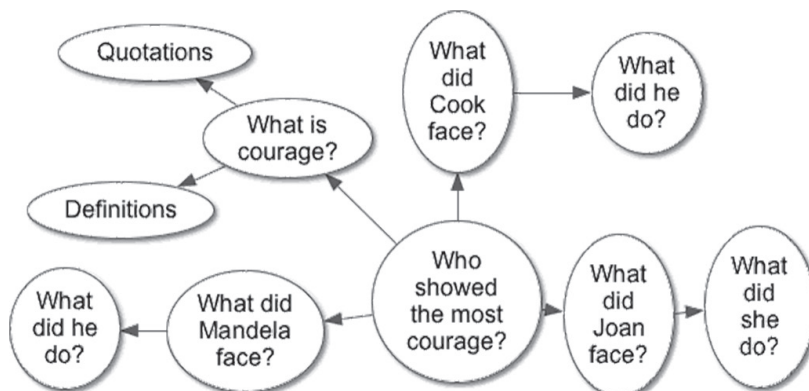 Quotations
What is
courage?
Definitions
What
did
Cook
face?
What
did he
do?
Who
showed
the most
courage?
What did
Mandela
face?
What
did he
do?
What
did
Joan
face?
What
did
she
do?